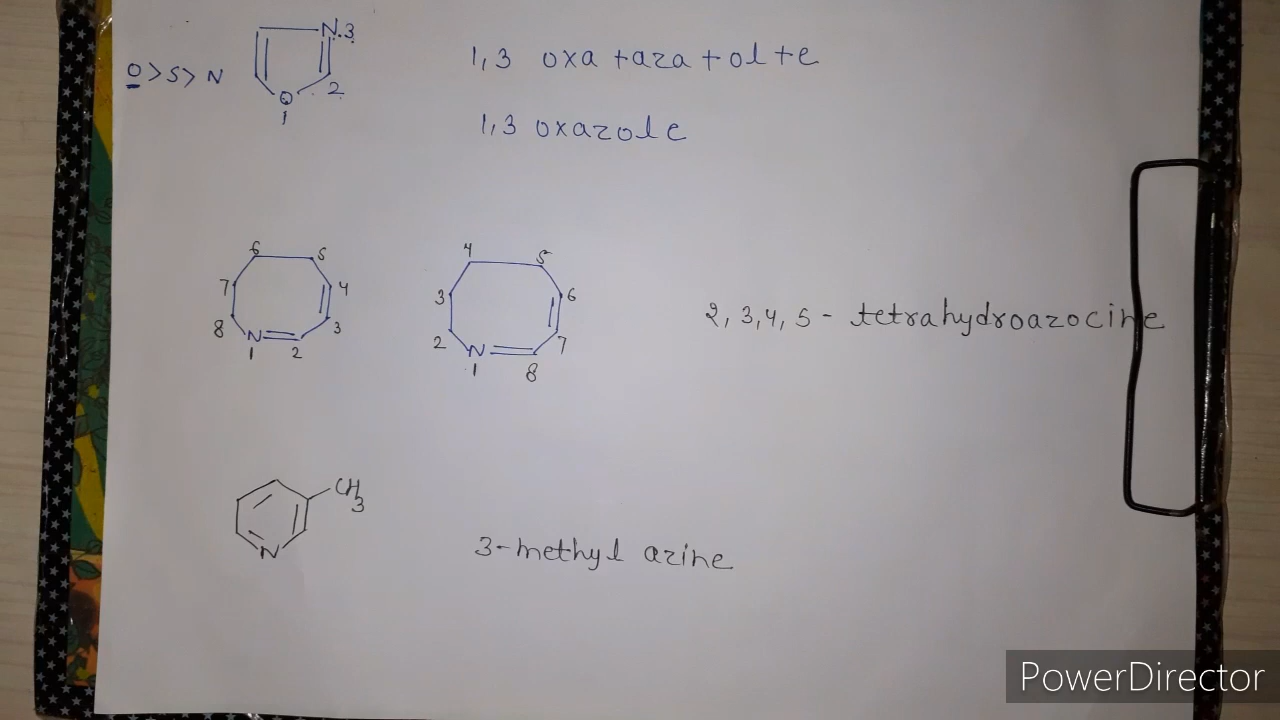 N.3
1,3 oxa +aza + ol +e
O > S > N
2
O
1
1,3 oxazole
6 5
7 4
8 3
N
1 2
4 5
3 6
2 7
N
1 8
2,3,4,5 - tetrahydroazocine
CH3
N
3-methyl azine
PowerDirector